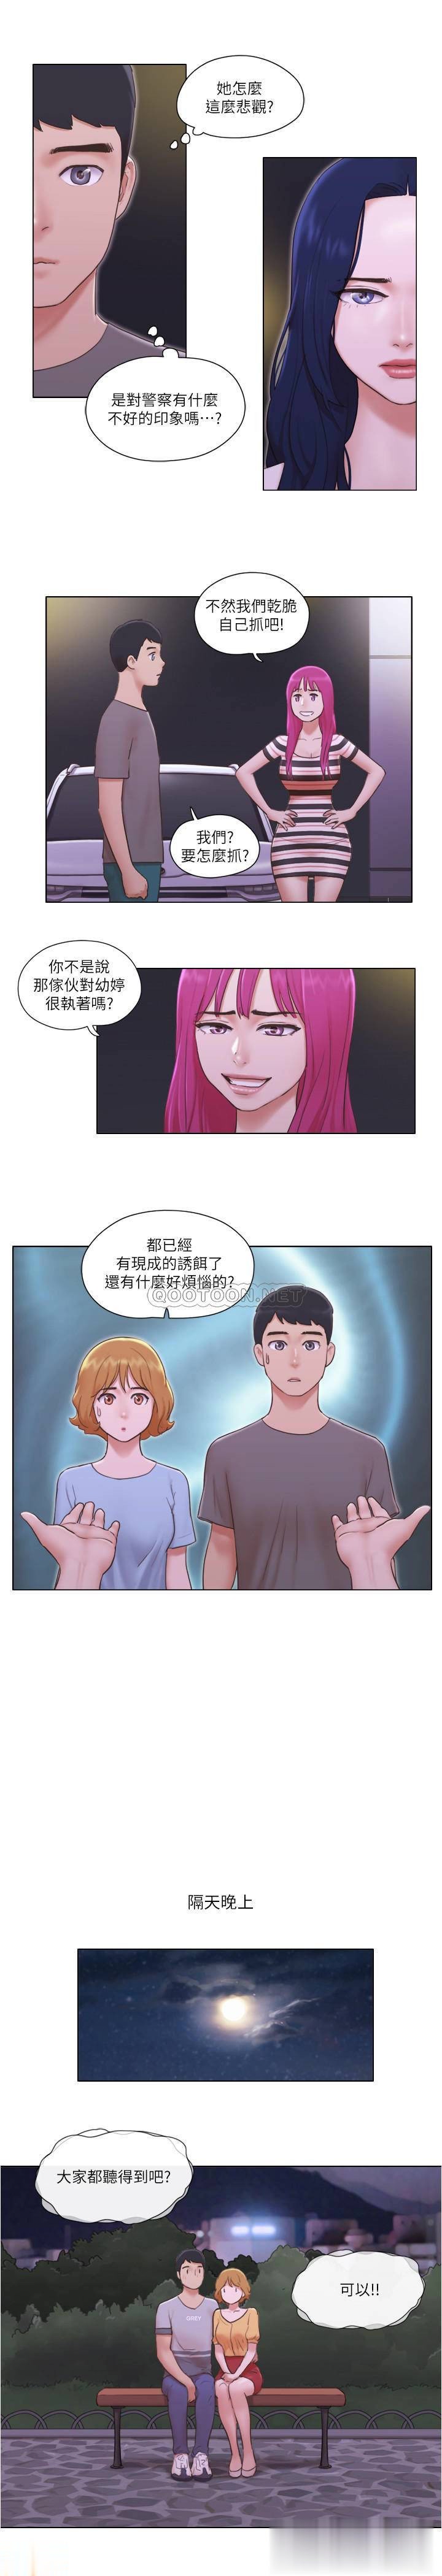 她怎麼
這麼悲觀?
是對警察有什麼
不好的印象嗎…?
不然我們乾脆
自己抓吧!
我們?
要怎麼抓?
你不是說
那傢伙對幼婷
很執著嗎?
都已經
有現成的誘餌了
還有什麼好煩惱的?
QOOTOON.NET
隔天晚上
大家都聽得到吧?
可以!!
GREY